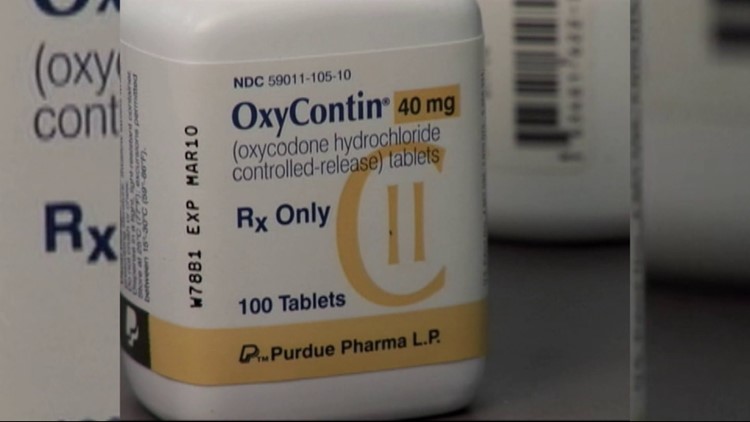 NDC 59011-105-10
OxyContin® 40 mg
(oxycodone hydrochloride
controlled-release) tablets
CII
Rx Only
100 Tablets
Purdue Pharma L.P.
W7881 EXP MAR10
(oxy
cont
Rx